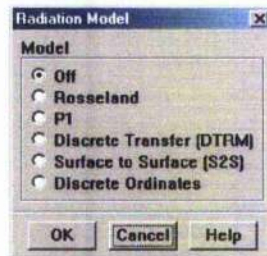 Radiation Model
Model
Off
Rosseland
P1
Discrete Transfer (DTRM)
Surface to Surface (S2S)
Discrete Ordinates
OK Cancel Help